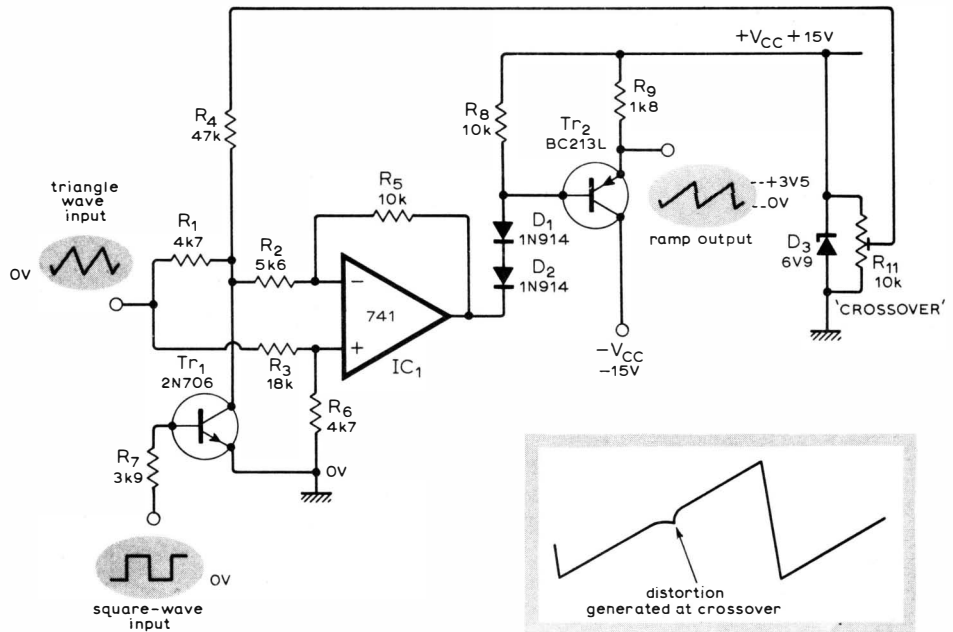 +VCC +15V
R9
1k8
R8
10k
Tr2
BC213L
R4
47k
triangle
wave
input
R5
10k
--+3V5
--0V
ramp output
R1
4k7
D1
1N914
D3
6V9
R2
5k6
0V
R11
10k
D2
1N914
−
741
+
'CROSSOVER'
IC1
−VCC
−15V
R3
18k
Tr1
2N706
R6
4k7
R7
3k9
0V
0V
square-wave
input
distortion
generated at crossover